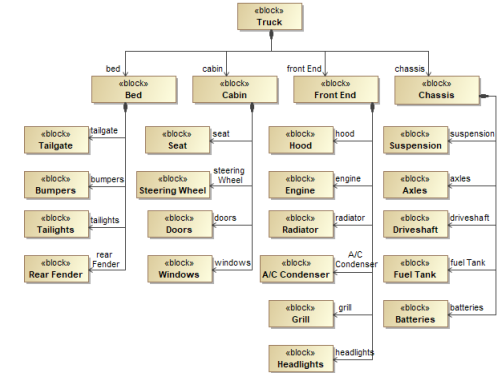 «block»
Truck
bed
cabin
front End
chassis
«block»
Bed
«block»
Cabin
«block»
Front End
«block»
Chassis
«block»
Tailgate
tailgate
«block»
Seat
seat
«block»
Hood
hood
«block»
Suspension
suspension
«block»
Bumpers
bumpers
«block»
Steering Wheel
steering
Wheel
«block»
Engine
engine
«block»
Axles
axles
«block»
Tailights
tailights
«block»
Doors
doors
«block»
Radiator
radiator
«block»
Driveshaft
driveshaft
«block»
Rear Fender
rear
Fender
«block»
Windows
windows
«block»
A/C Condenser
A/C
Condenser
«block»
Fuel Tank
fuel Tank
«block»
Grill
grill
«block»
Batteries
batteries
«block»
Headlights
headlights